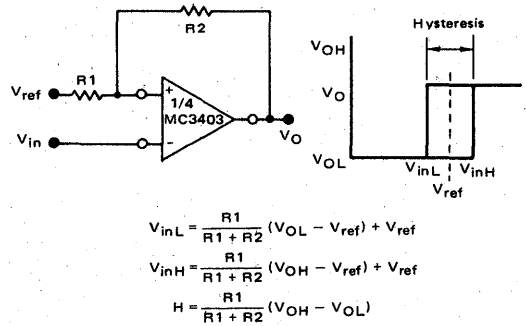 R2
R1
Vref
+
1/4
MC3403
-
Vin
VO
Hysteresis
VOH
VO
VOL
VinL
VinH
Vref
VinL = R1 / (R1 + R2) (VOL – Vref) + Vref
VinH = R1 / (R1 + R2) (VOH – Vref) + Vref
H = R1 / (R1 + R2) (VOH – VOL)